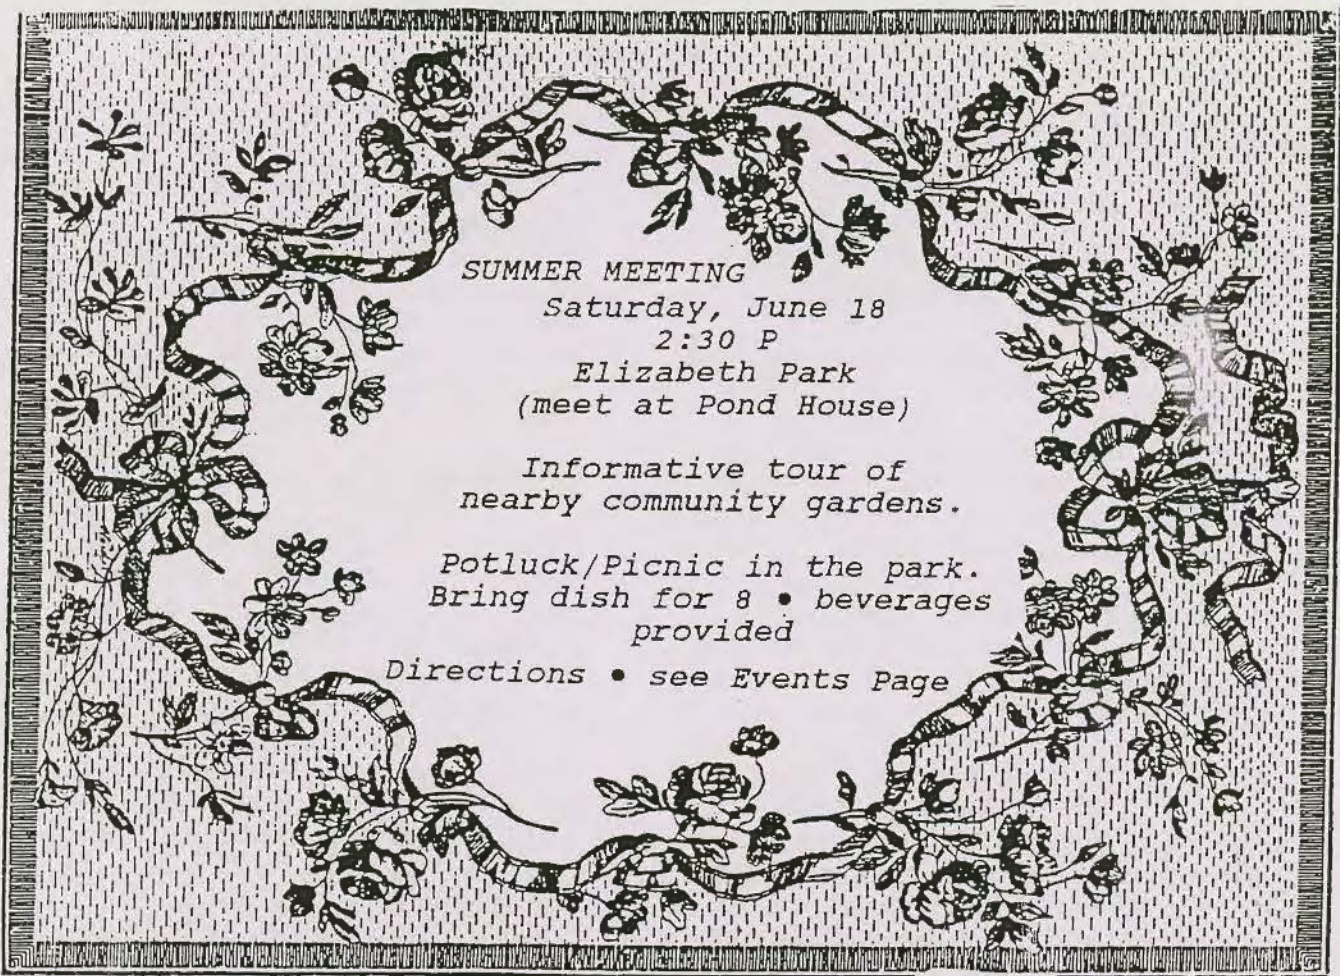 SUMMER MEETING
Saturday, June 18
2:30 P
Elizabeth Park
(meet at Pond House)
Informative tour of
nearby community gardens.
Potluck/Picnic in the park.
Bring dish for 8 • beverages
provided
Directions • see Events Page